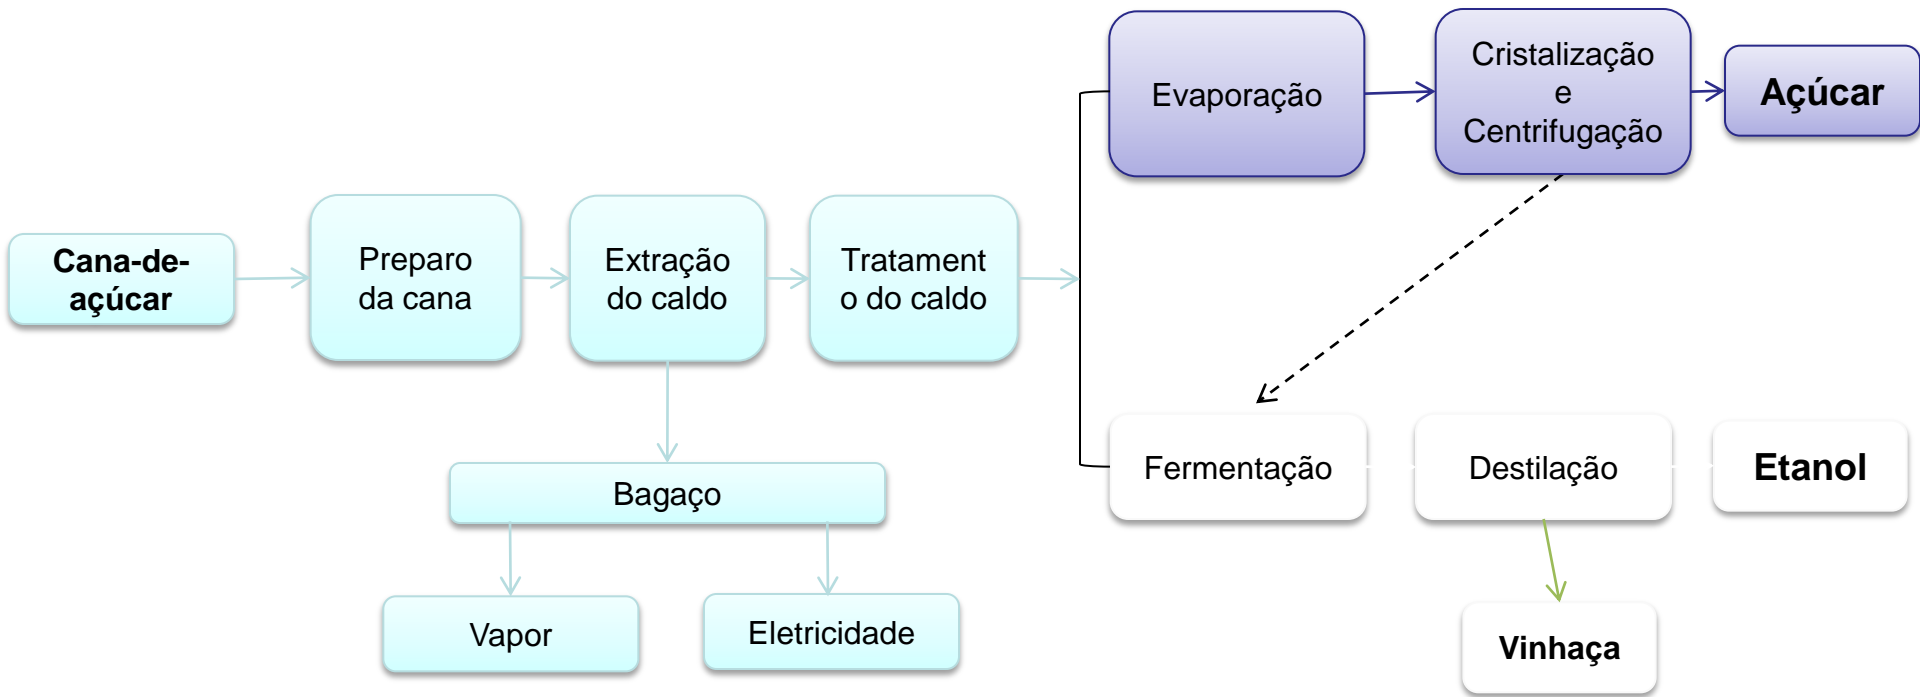 Cana-de-
açúcar
Preparo
da cana
Extração
do caldo
Tratament
o do caldo
Bagaço
Vapor
Eletricidade
Evaporação
Cristalização
e
Centrifugação
Açúcar
Fermentação
Destilação
Etanol
Vinhaça